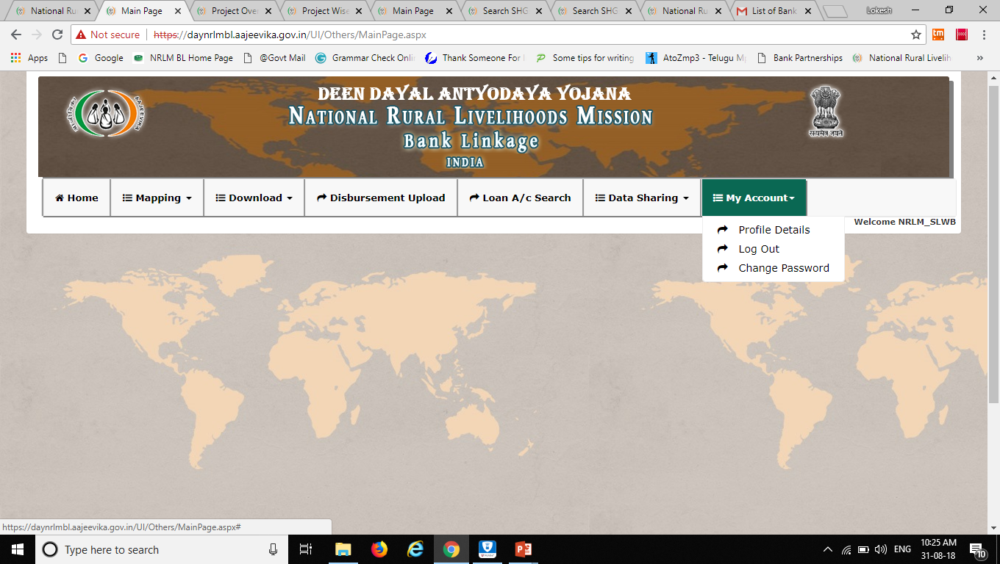 National Ru
Main Page
Project Over
Project Wise
Main Page
Search SHG
Search SHG
National Ru
List of Bank
Lokesh
Not secure
https://daynrlmbl.aajeevika.gov.in/UI/Others/MainPage.aspx
Apps
Google
NRLM BL Home Page
@Govt Mail
Grammar Check Onli
Thank Someone For
Some tips for writing
AtoZmp3 - Telugu M
Bank Partnerships
National Rural Livelih
DEEN DAYAL ANTYODAYA YOJANA
NATIONAL RURAL LIVELIHOODS MISSION
Bank Linkage
INDIA
AAJEEVIKA
सत्यमेव जयते
Home
Mapping
Download
Disbursement Upload
Loan A/c Search
Data Sharing
My Account
Welcome NRLM_SLWB
Profile Details
Log Out
Change Password
https://daynrlmbl.aajeevika.gov.in/UI/Others/MainPage.aspx#
Type here to search
ENG
10:25 AM
31-08-18
10